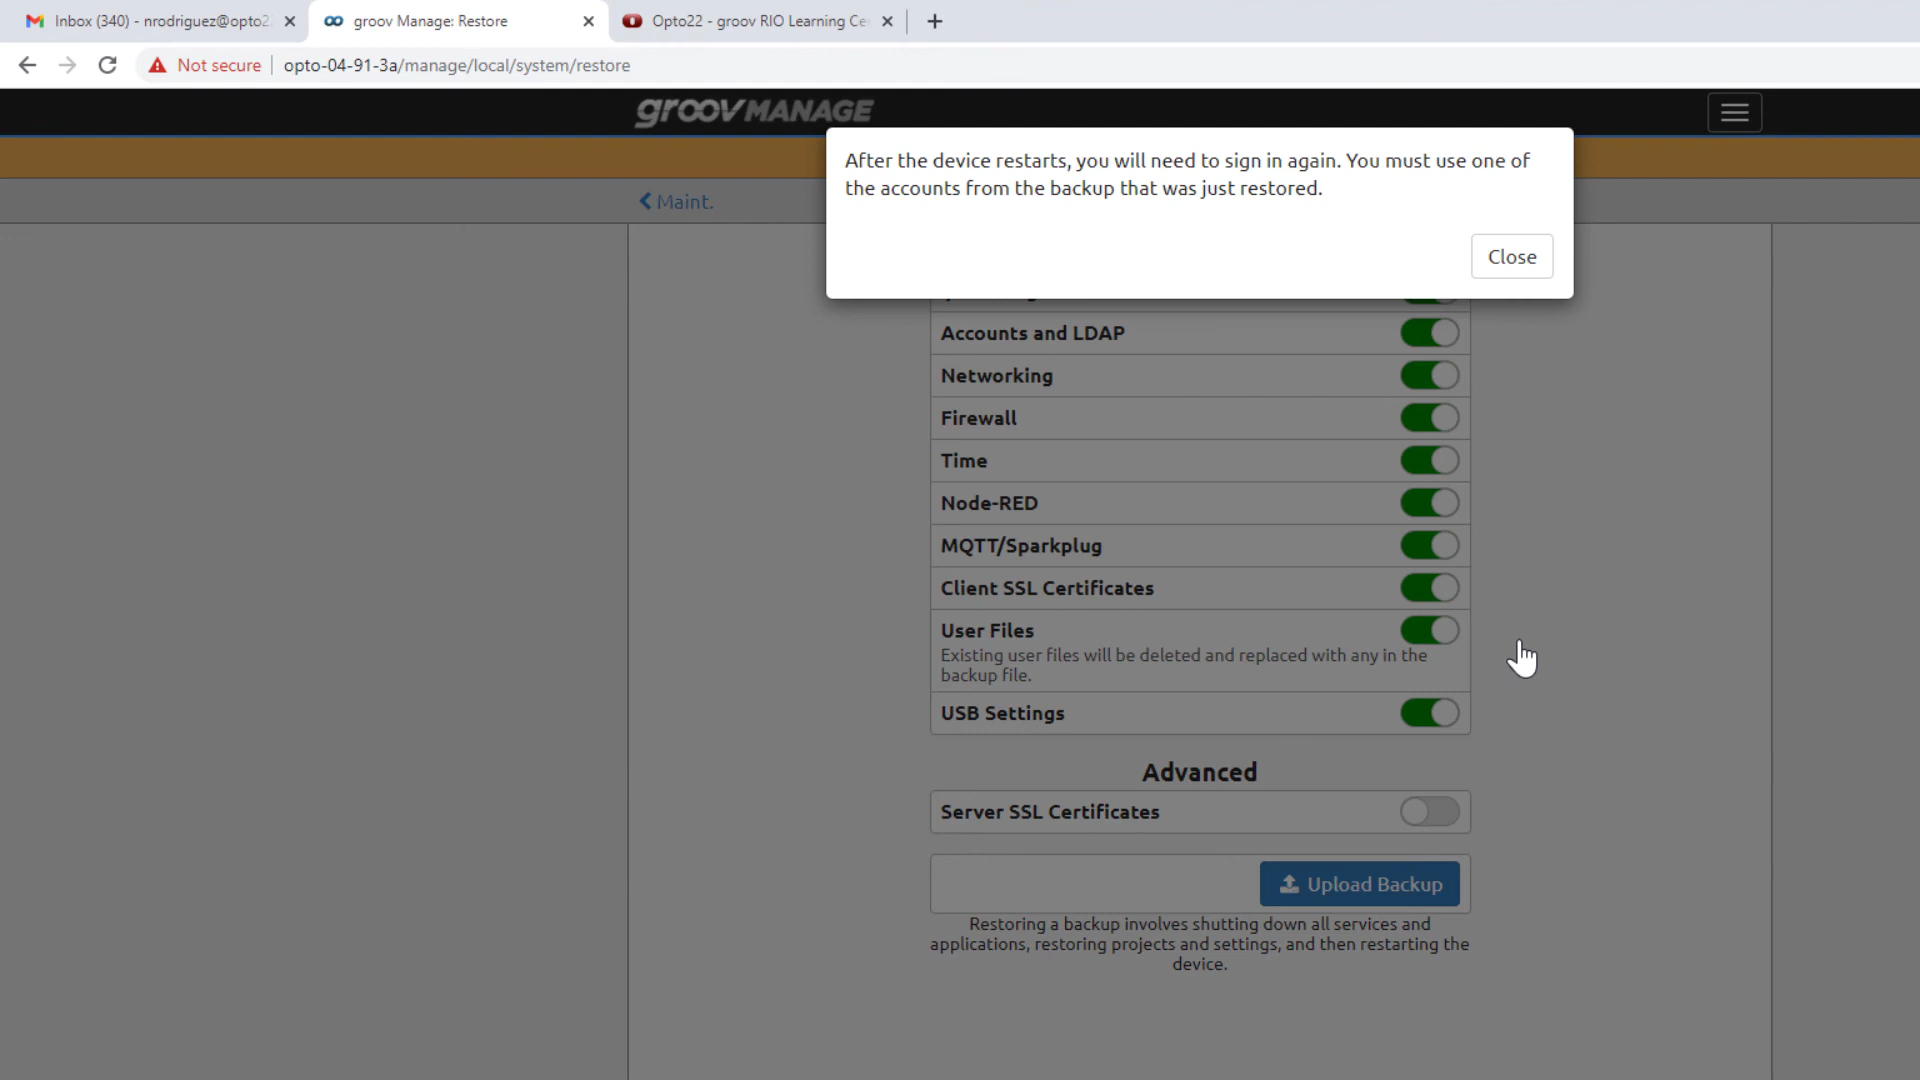 Inbox (340) - nrodriguez@opto2
groov Manage: Restore
Opto22 - groov RIO Learning Ce
Not secure
opto-04-91-3a/manage/local/system/restore
groov MANAGE
After the device restarts, you will need to sign in again. You must use one of
the accounts from the backup that was just restored.
Maint.
Close
Accounts and LDAP
Networking
Firewall
Time
Node-RED
MQTT/Sparkplug
Client SSL Certificates
User Files
Existing user files will be deleted and replaced with any in the
backup file.
USB Settings
Advanced
Server SSL Certificates
Upload Backup
Restoring a backup involves shutting down all services and
applications, restoring projects and settings, and then restarting the
device.